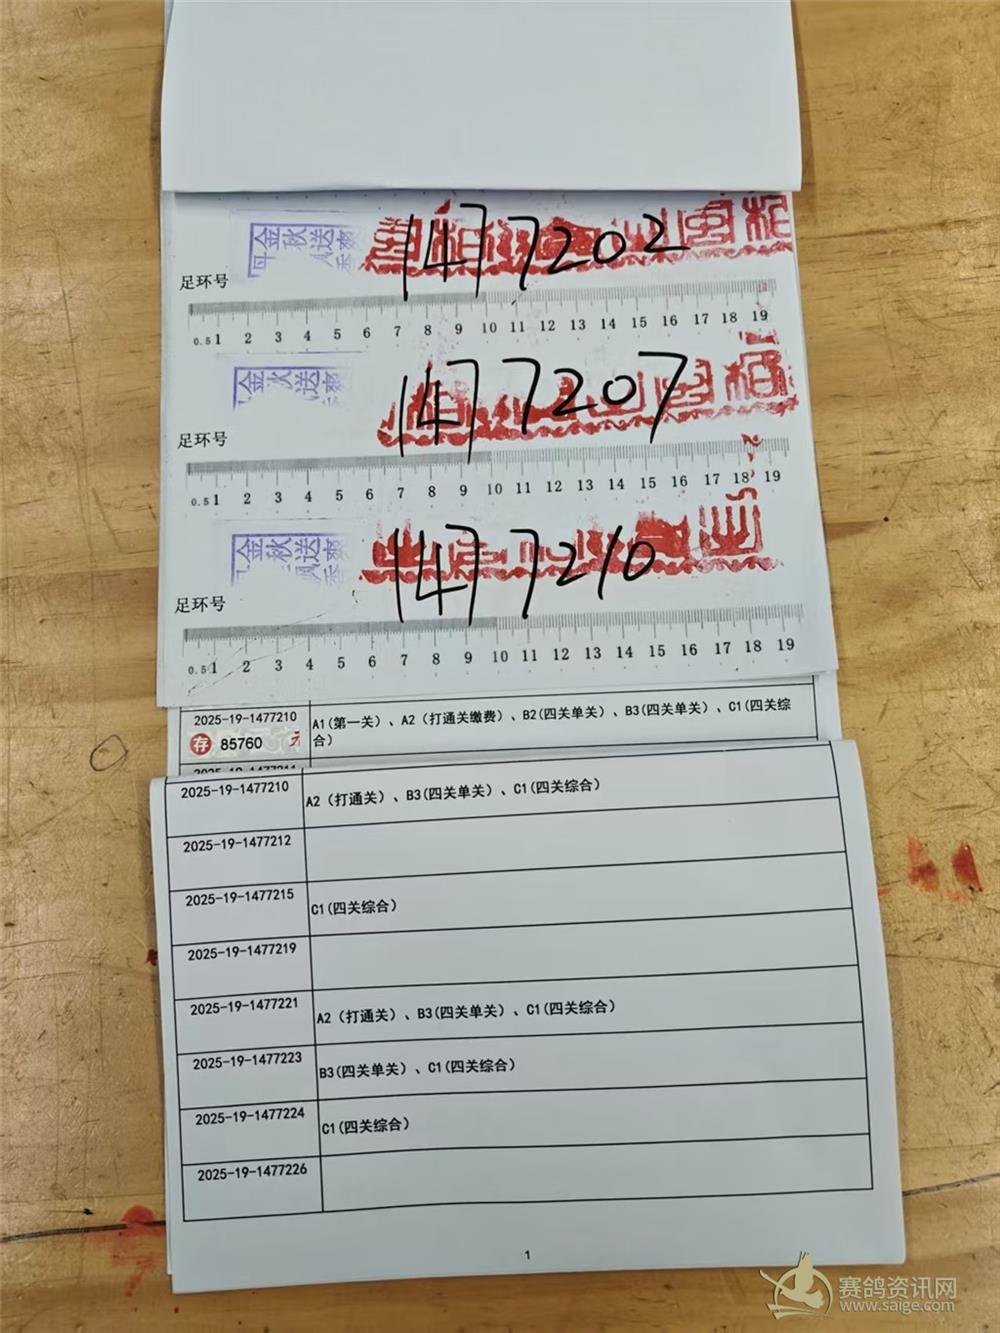 147 7202
足环号
0.5 1 2 3 4 5 6 7 8 9 10 11 12 13 14 15 16 17 18 19
147 7207
足环号
0.5 1 2 3 4 5 6 7 8 9 10 11 12 13 14 15 16 17 18 19
147 7210
足环号
0.5 1 2 3 4 5 6 7 8 9 10 11 12 13 14 15 16 17 18 19
2025-19-1477210 A1(第一关)、A2(打通关缴费)、B2(四关单关)、B3(四关单关)、C1(四关综
存 85760 合)
2025-19-1477210 A2(打通关)、B3(四关单关)、C1(四关综合)
2025-19-1477212
2025-19-1477215 C1(四关综合)
2025-19-1477219
2025-19-1477221 A2(打通关)、B3(四关单关)、C1(四关综合)
2025-19-1477223 B3(四关单关)、C1(四关综合)
2025-19-1477224 C1(四关综合)
2025-19-1477226
1
赛鸽资讯网
www.saige.com